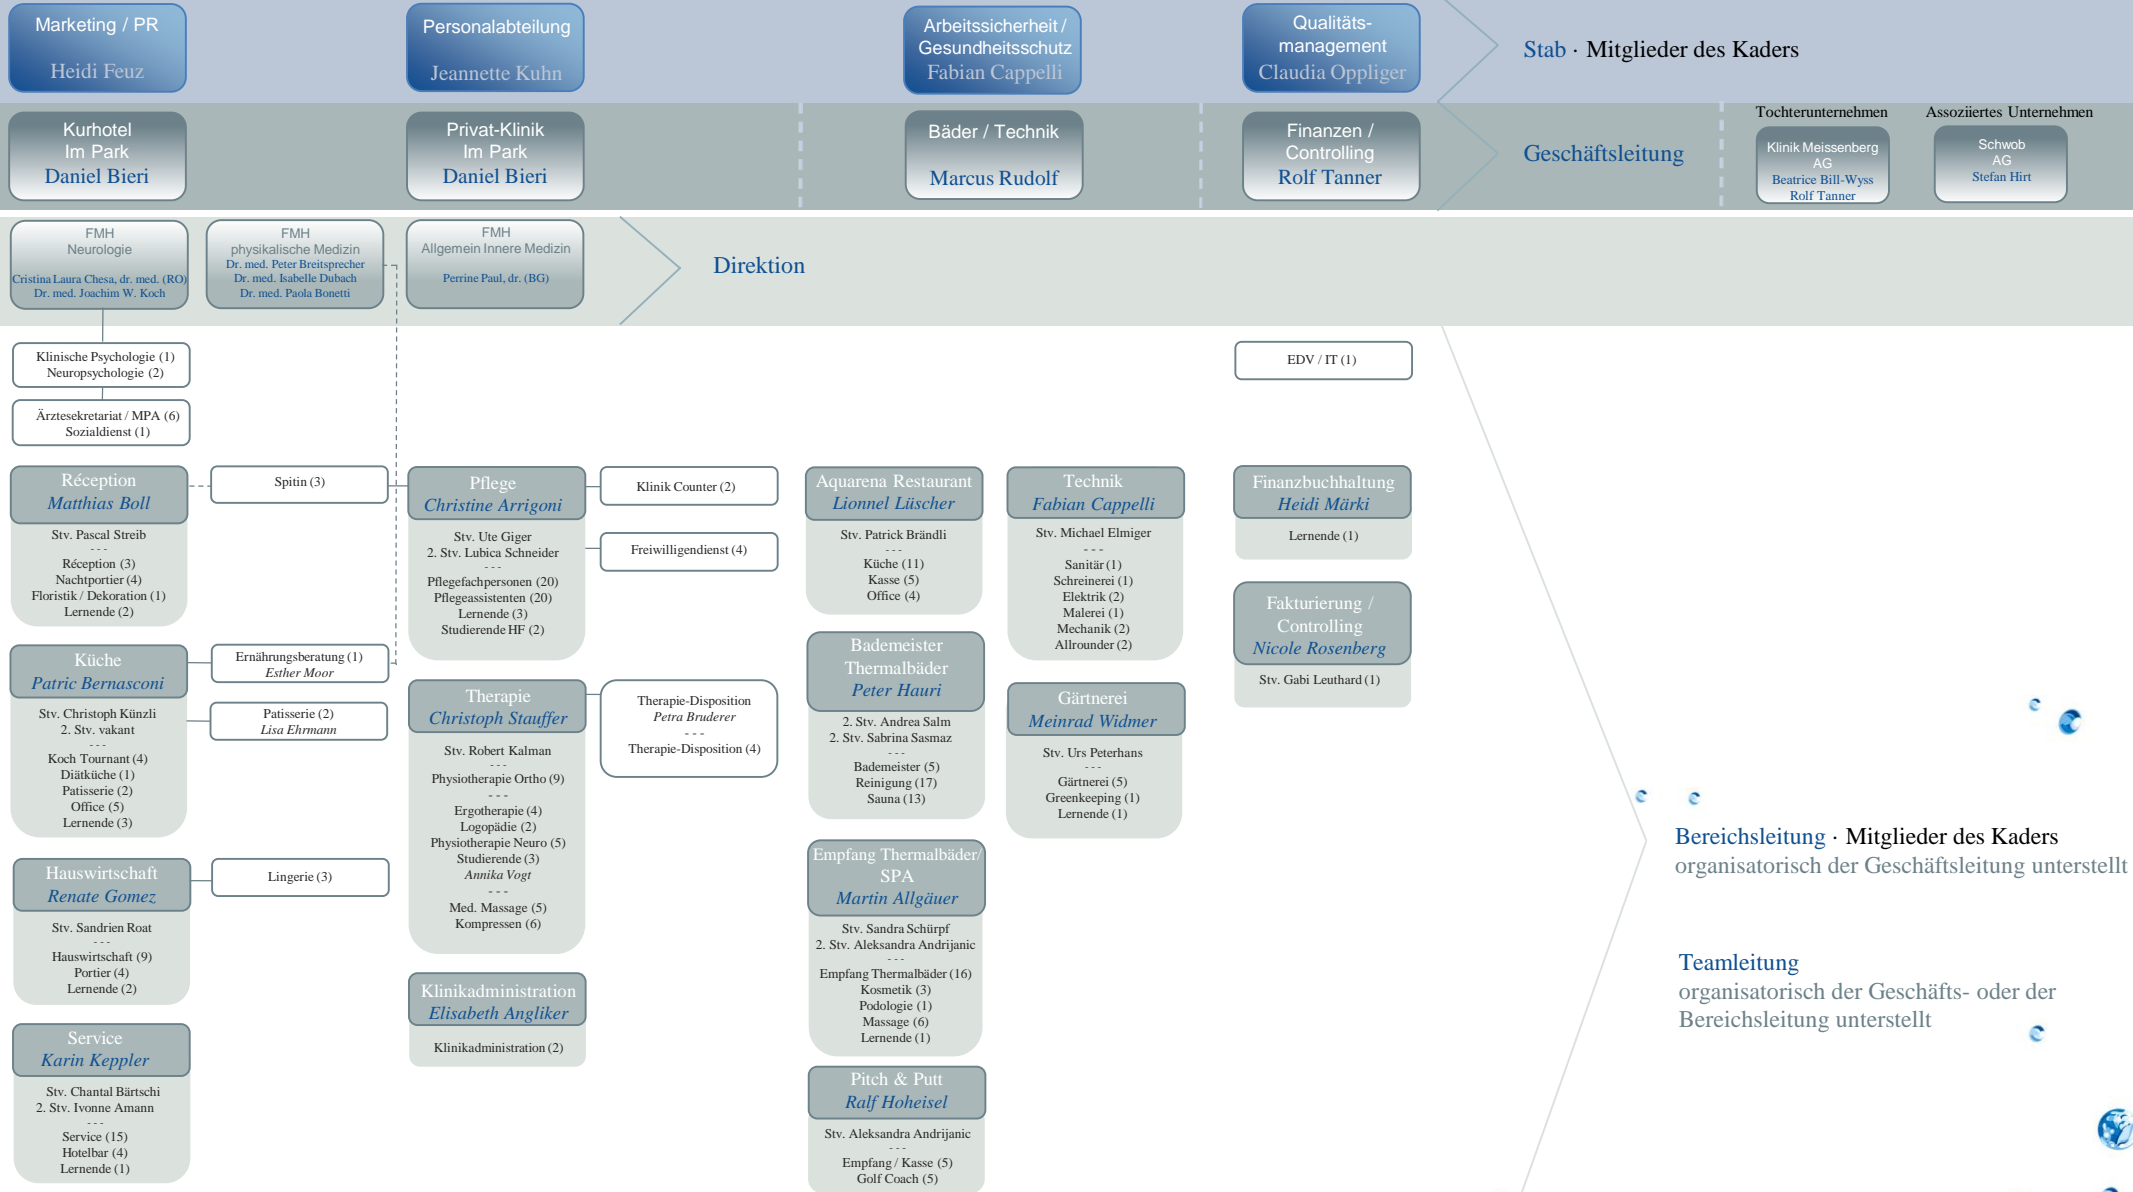 Marketing / PR
Heidi Feuz
Personalabteilung
Jeannette Kuhn
Arbeitssicherheit /
Gesundheitsschutz
Fabian Cappelli
Qualitäts-
management
Claudia Oppliger
Stab · Mitglieder des Kaders
Kurhotel
Im Park
Daniel Bieri
Privat-Klinik
Im Park
Daniel Bieri
Bäder / Technik
Marcus Rudolf
Finanzen /
Controlling
Rolf Tanner
Geschäftsleitung
Tochterunternehmen
Klinik Meissenberg
AG
Beatrice Bill-Wyss
Rolf Tanner
Assoziiertes Unternehmen
Schwob
AG
Stefan Hirt
FMH
Neurologie
Cristina Laura Chesa, dr. med. (RO)
Dr. med. Joachim W. Koch
FMH
physikalische Medizin
Dr. med. Peter Breitsprecher
Dr. med. Isabelle Dubach
Dr. med. Paola Bonetti
FMH
Allgemein Innere Medizin
Perrine Paul, dr. (BG)
Direktion
Klinische Psychologie (1)
Neuropsychologie (2)
Ärztesekretariat / MPA (6)
Sozialdienst (1)
EDV / IT (1)
Réception
Matthias Boll
Stv. Pascal Streib
- - -
Réception (3)
Nachtportier (4)
Floristik / Dekoration (1)
Lernende (2)
Spitin (3)
Küche
Patric Bernasconi
Stv. Christoph Künzli
2. Stv. vakant
- - -
Koch Tournant (4)
Diätküche (1)
Patisserie (2)
Office (5)
Lernende (3)
Ernährungsberatung (1)
Esther Moor
Patisserie (2)
Lisa Ehrmann
Hauswirtschaft
Renate Gomez
Stv. Sandrien Roat
- - -
Hauswirtschaft (9)
Portier (4)
Lernende (2)
Lingerie (3)
Service
Karin Keppler
Stv. Chantal Bärtschi
2. Stv. Ivonne Amann
- - -
Service (15)
Hotelbar (4)
Lernende (1)
Pflege
Christine Arrigoni
Stv. Ute Giger
2. Stv. Lubica Schneider
- - -
Pflegefachpersonen (20)
Pflegeassistenten (20)
Lernende (3)
Studierende HF (2)
Klinik Counter (2)
Freiwilligendienst (4)
Therapie
Christoph Stauffer
Stv. Robert Kalman
- - -
Physiotherapie Ortho (9)
- - -
Ergotherapie (4)
Logopädie (2)
Physiotherapie Neuro (5)
Studierende (3)
Annika Vogt
- - -
Med. Massage (5)
Kompressen (6)
Therapie-Disposition
Petra Bruderer
- - -
Therapie-Disposition (4)
Klinikadministration
Elisabeth Angliker
Klinikadministration (2)
Aquarena Restaurant
Lionnel Lüscher
Stv. Patrick Brändli
- - -
Küche (11)
Kasse (5)
Office (4)
Bademeister
Thermalbäder
Peter Hauri
2. Stv. Andrea Salm
2. Stv. Sabrina Sasmaz
- - -
Bademeister (5)
Reinigung (17)
Sauna (13)
Empfang Thermalbäder/
SPA
Martin Allgäuer
Stv. Sandra Schürpf
2. Stv. Aleksandra Andrijanic
- - -
Empfang Thermalbäder (16)
Kosmetik (3)
Podologie (1)
Massage (6)
Lernende (1)
Pitch & Putt
Ralf Hoheisel
Stv. Aleksandra Andrijanic
- - -
Empfang / Kasse (5)
Golf Coach (5)
Technik
Fabian Cappelli
Stv. Michael Elmiger
- - -
Sanitär (1)
Schreinerei (1)
Elektrik (2)
Malerei (1)
Mechanik (2)
Allrounder (2)
Gärtnerei
Meinrad Widmer
Stv. Urs Peterhans
- - -
Gärtnerei (5)
Greenkeeping (1)
Lernende (1)
Finanzbuchhaltung
Heidi Märki
Lernende (1)
Fakturierung /
Controlling
Nicole Rosenberg
Stv. Gabi Leuthard (1)
Bereichsleitung · Mitglieder des Kaders
organisatorisch der Geschäftsleitung unterstellt
Teamleitung
organisatorisch der Geschäfts- oder der
Bereichsleitung unterstellt